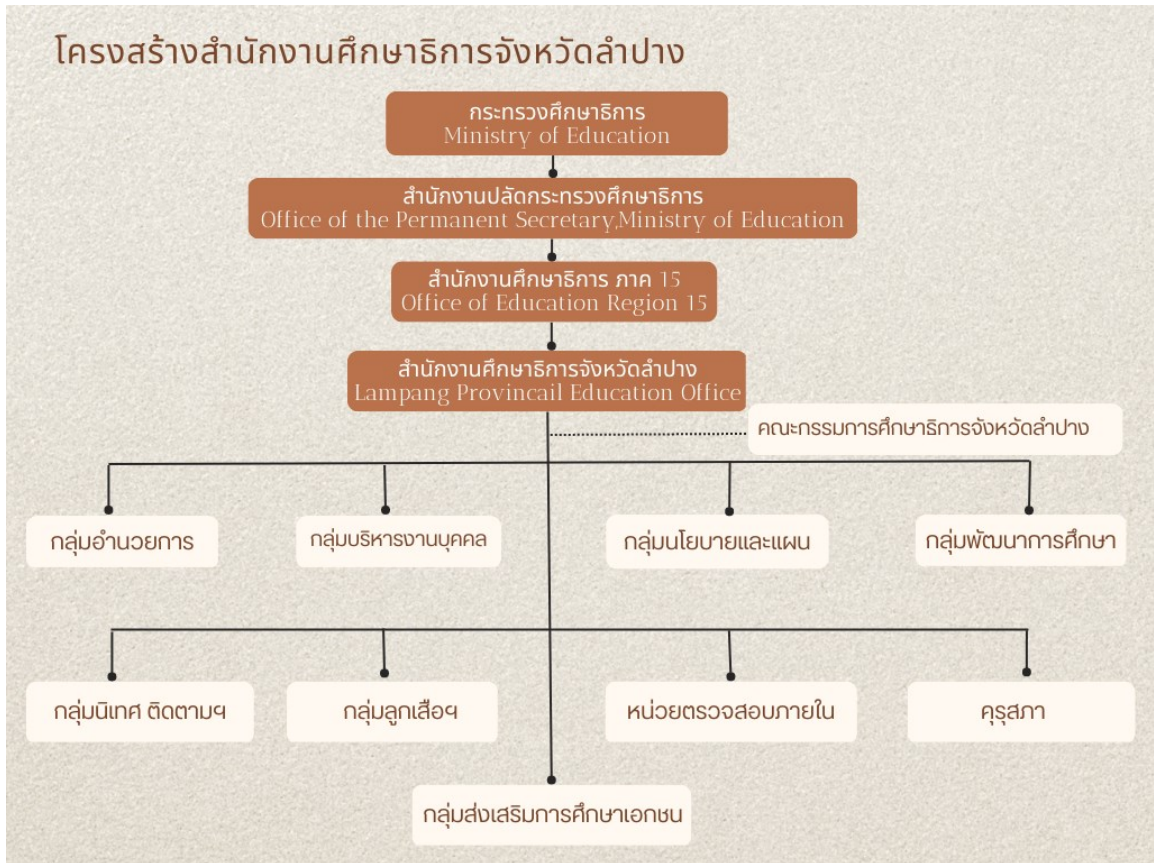 โครงสร้างสำนักงานศึกษาธิการจังหวัดลำปาง
กระทรวงศึกษาธิการ
Ministry of Education
สำนักงานปลัดกระทรวงศึกษาธิการ
Office of the Permanent Secretary,Ministry of Education
สำนักงานศึกษาธิการ ภาค 15
Office of Education Region 15
สำนักงานศึกษาธิการจังหวัดลำปาง
Lampang Provincail Education Office
คณะกรรมการศึกษาธิการจังหวัดลำปาง
กลุ่มอำนวยการ
กลุ่มบริหารงานบุคคล
กลุ่มนโยบายและแผน
กลุ่มพัฒนาการศึกษา
กลุ่มนิเทศ ติดตามฯ
กลุ่มลูกเสือฯ
หน่วยตรวจสอบภายใน
คุรุสภา
กลุ่มส่งเสริมการศึกษาเอกชน